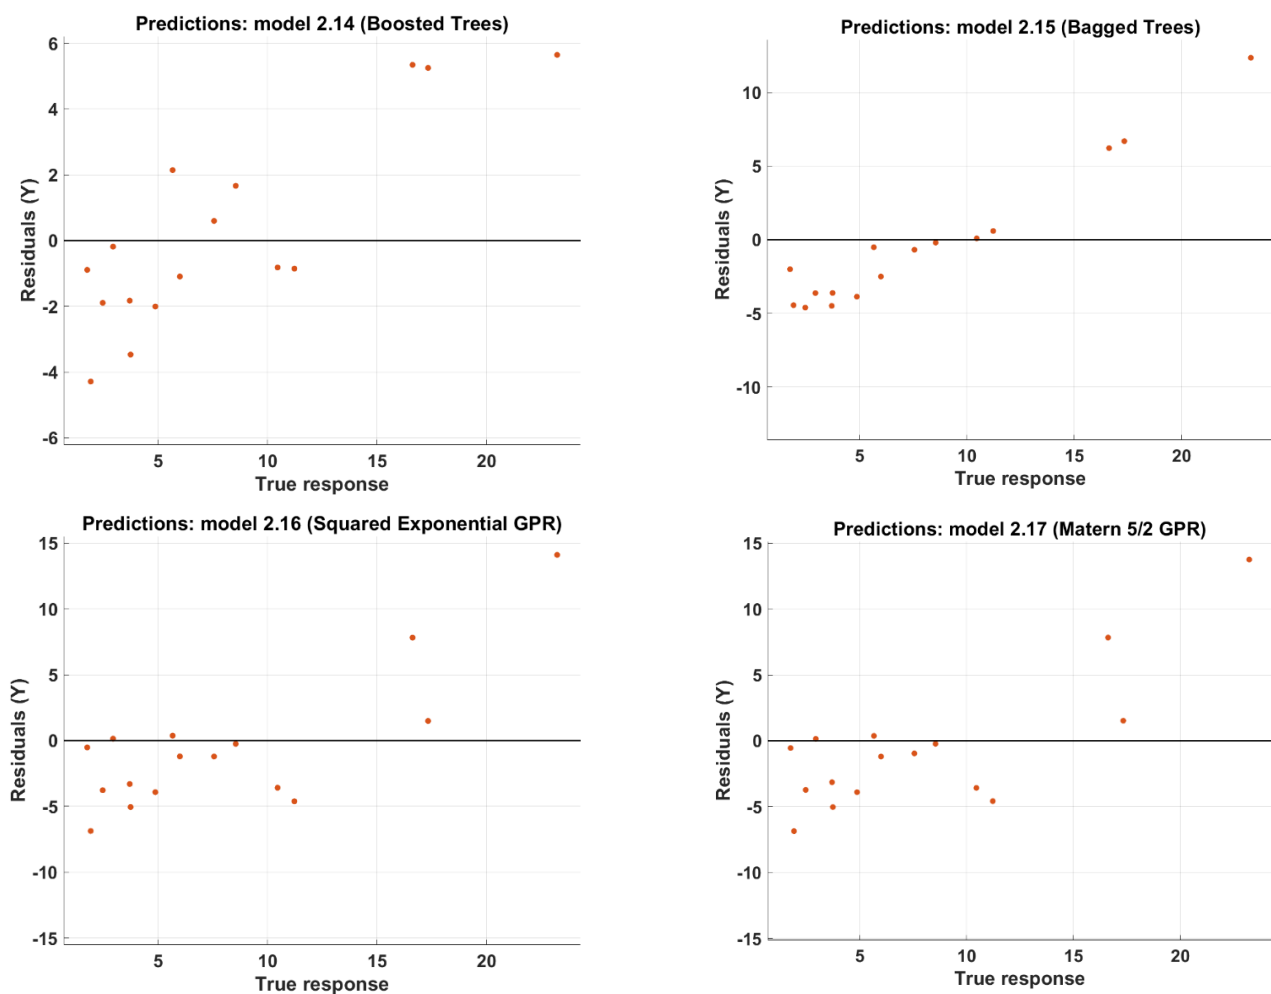 Predictions: model 2.14 (Boosted Trees)
6
4
2
0
-2
-4
-6
Residuals (Y)
5 10 15 20
True response
Predictions: model 2.15 (Bagged Trees)
10
5
0
-5
-10
Residuals (Y)
5 10 15 20
True response
Predictions: model 2.16 (Squared Exponential GPR)
15
10
5
0
-5
-10
-15
Residuals (Y)
5 10 15 20
True response
Predictions: model 2.17 (Matern 5/2 GPR)
15
10
5
0
-5
-10
-15
Residuals (Y)
5 10 15 20
True response